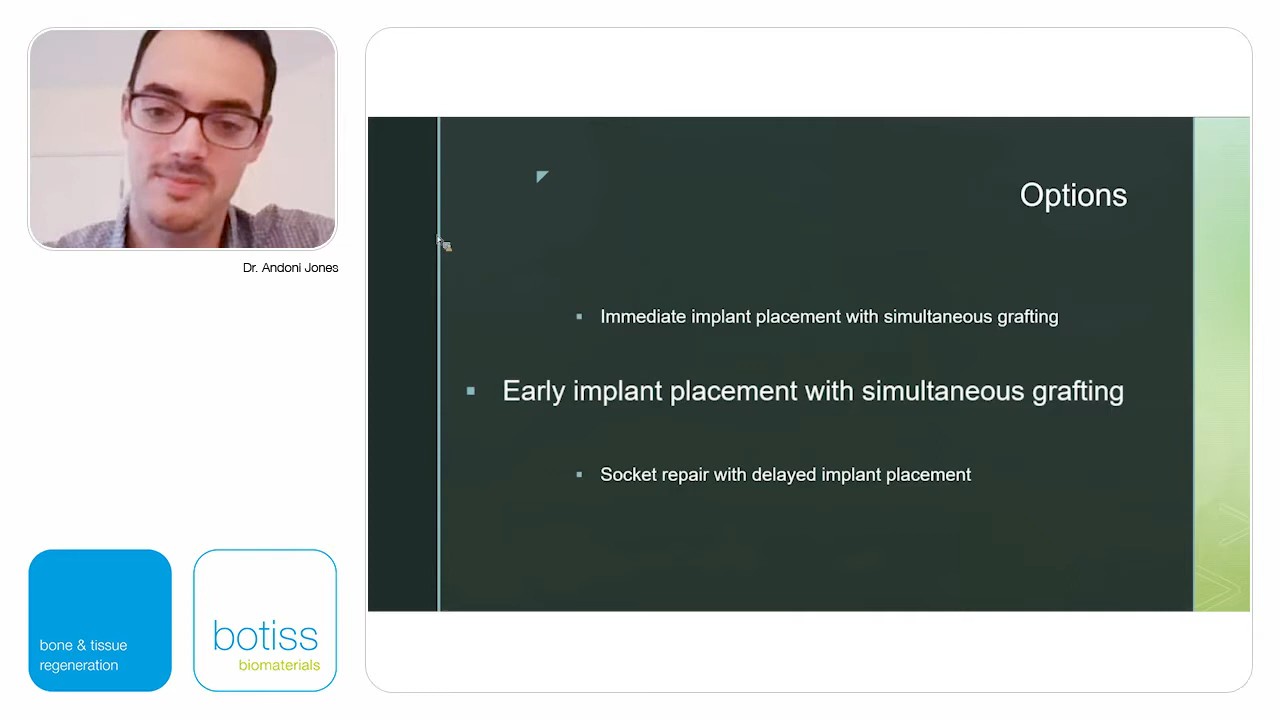 Dr. Andoni Jones
Options
Immediate implant placement with simultaneous grafting
Early implant placement with simultaneous grafting
Socket repair with delayed implant placement
bone & tissue
regeneration
botiss
biomaterials